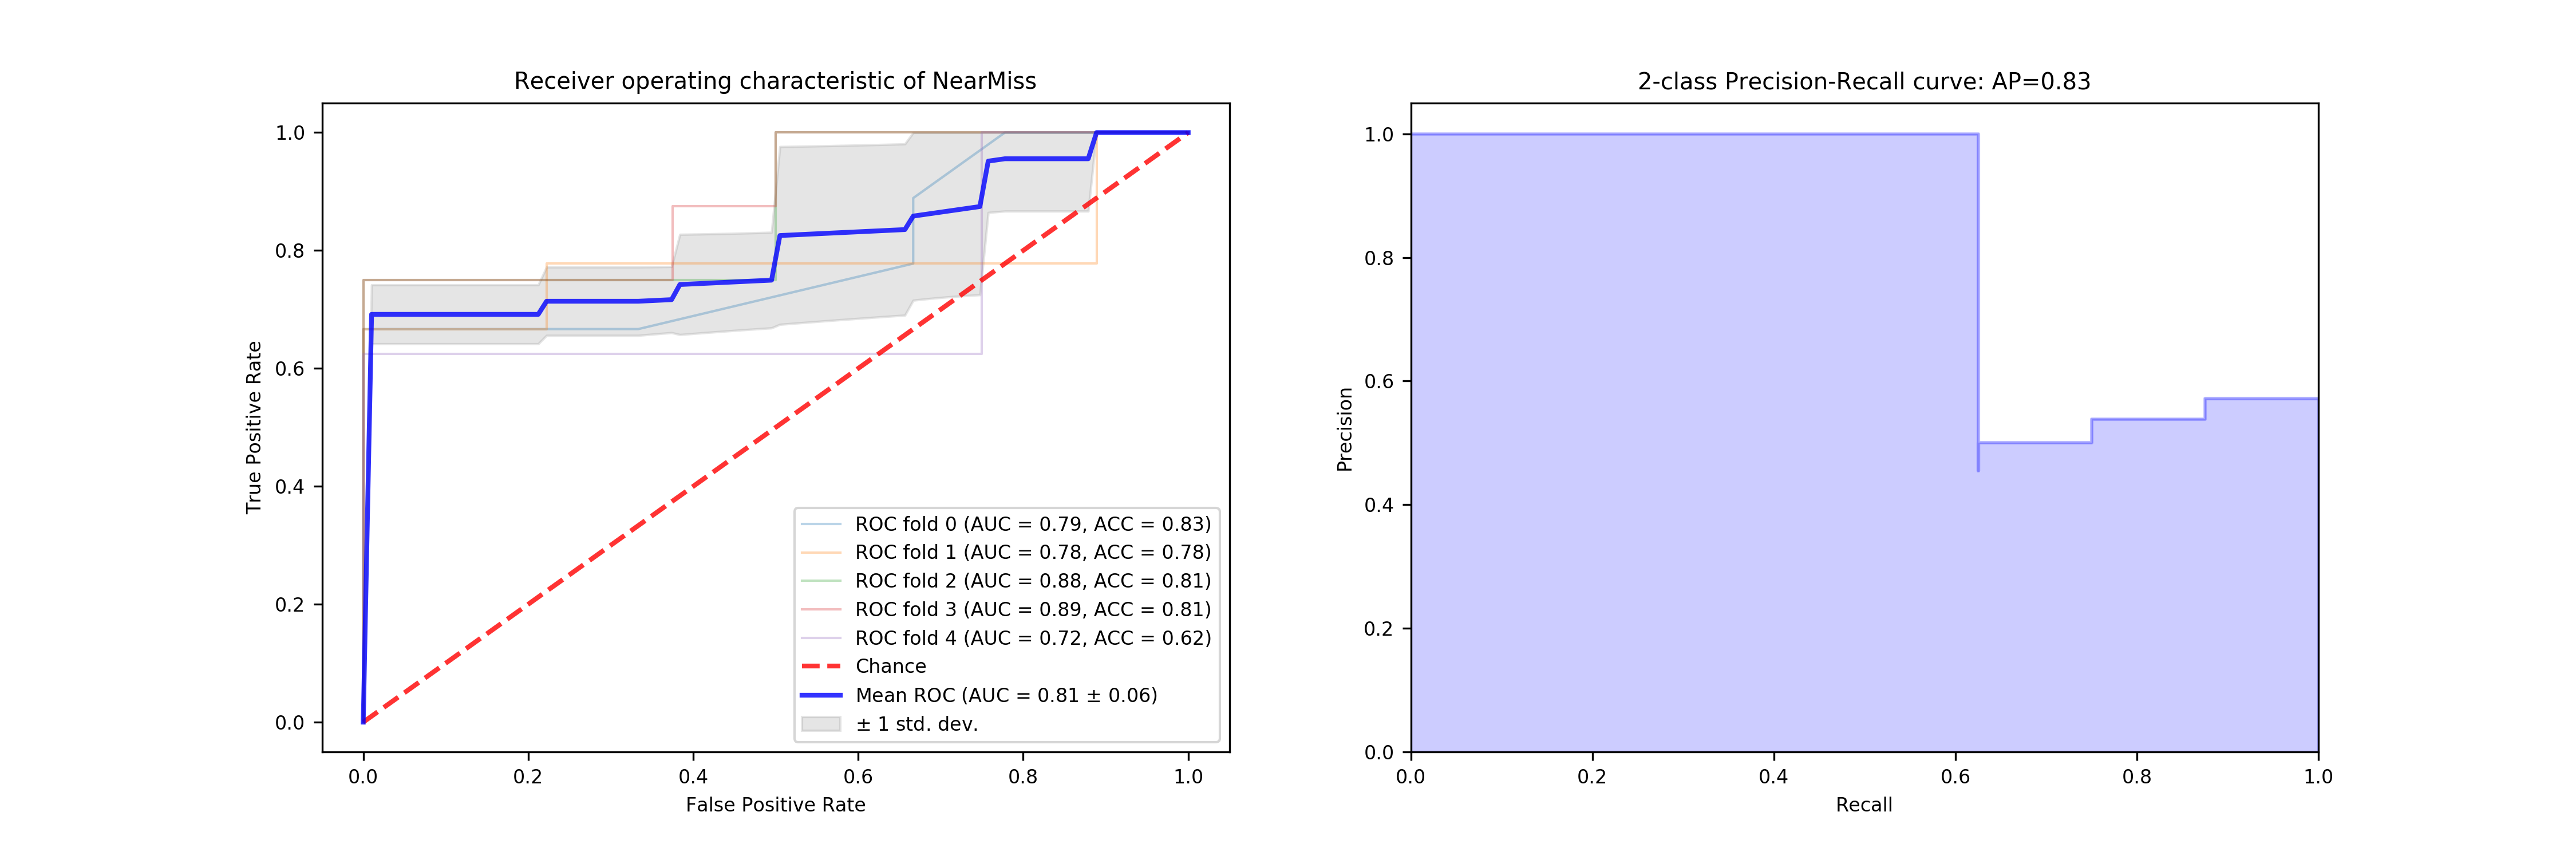 Receiver operating characteristic of NearMiss
1.0
0.8
0.6
0.4
0.2
0.0
True Positive Rate
0.0 0.2 0.4 0.6 0.8 1.0
False Positive Rate
ROC fold 0 (AUC = 0.79, ACC = 0.83)
ROC fold 1 (AUC = 0.78, ACC = 0.78)
ROC fold 2 (AUC = 0.88, ACC = 0.81)
ROC fold 3 (AUC = 0.89, ACC = 0.81)
ROC fold 4 (AUC = 0.72, ACC = 0.62)
Chance
Mean ROC (AUC = 0.81 ± 0.06)
± 1 std. dev.
2-class Precision-Recall curve: AP=0.83
1.0
0.8
0.6
0.4
0.2
0.0
Precision
0.0 0.2 0.4 0.6 0.8 1.0
Recall